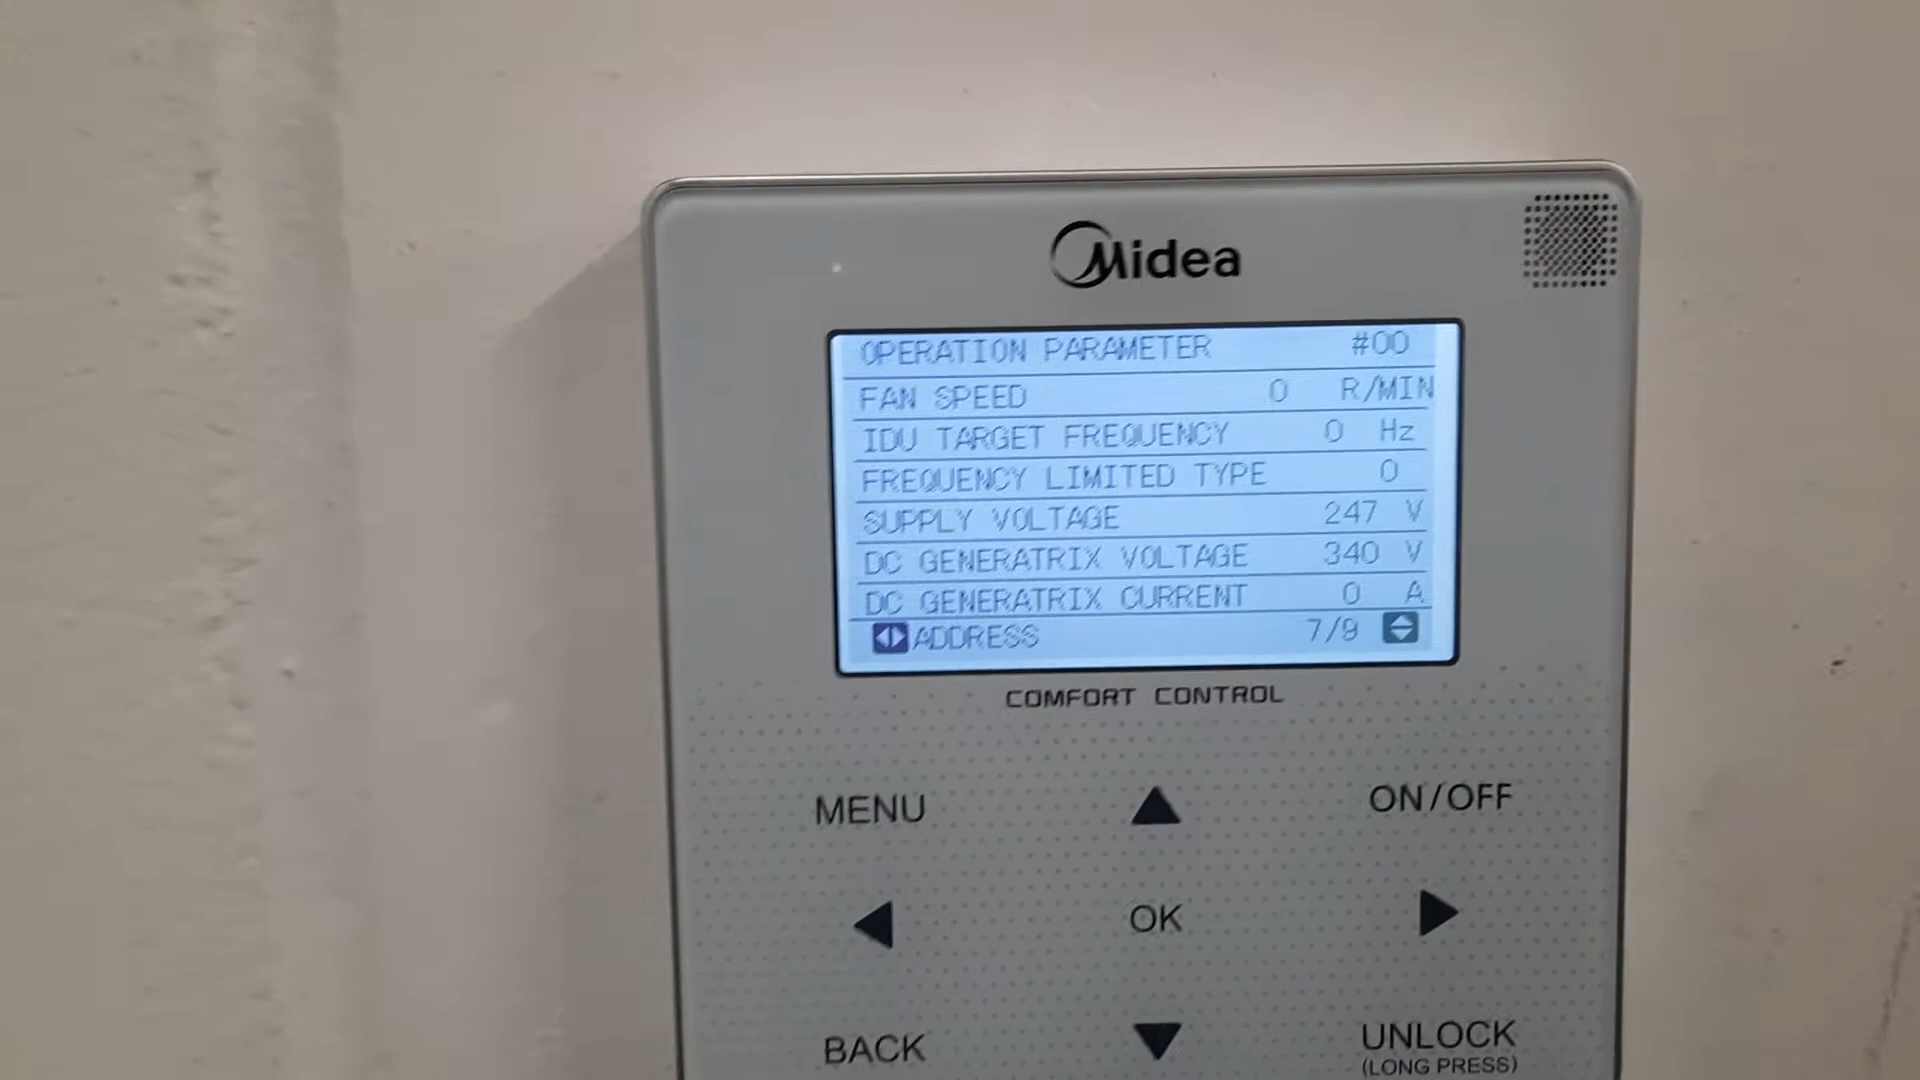 Midea
OPERATION PARAMETER #00
FAN SPEED 0 R/MIN
IDU TARGET FREQUENCY 0 Hz
FREQUENCY LIMITED TYPE 0
SUPPLY VOLTAGE 247 V
DC GENERATRIX VOLTAGE 340 V
DC GENERATRIX CURRENT 0 A
ADDRESS 7/9
COMFORT CONTROL
MENU ON/OFF
OK
BACK UNLOCK
(LONG PRESS)